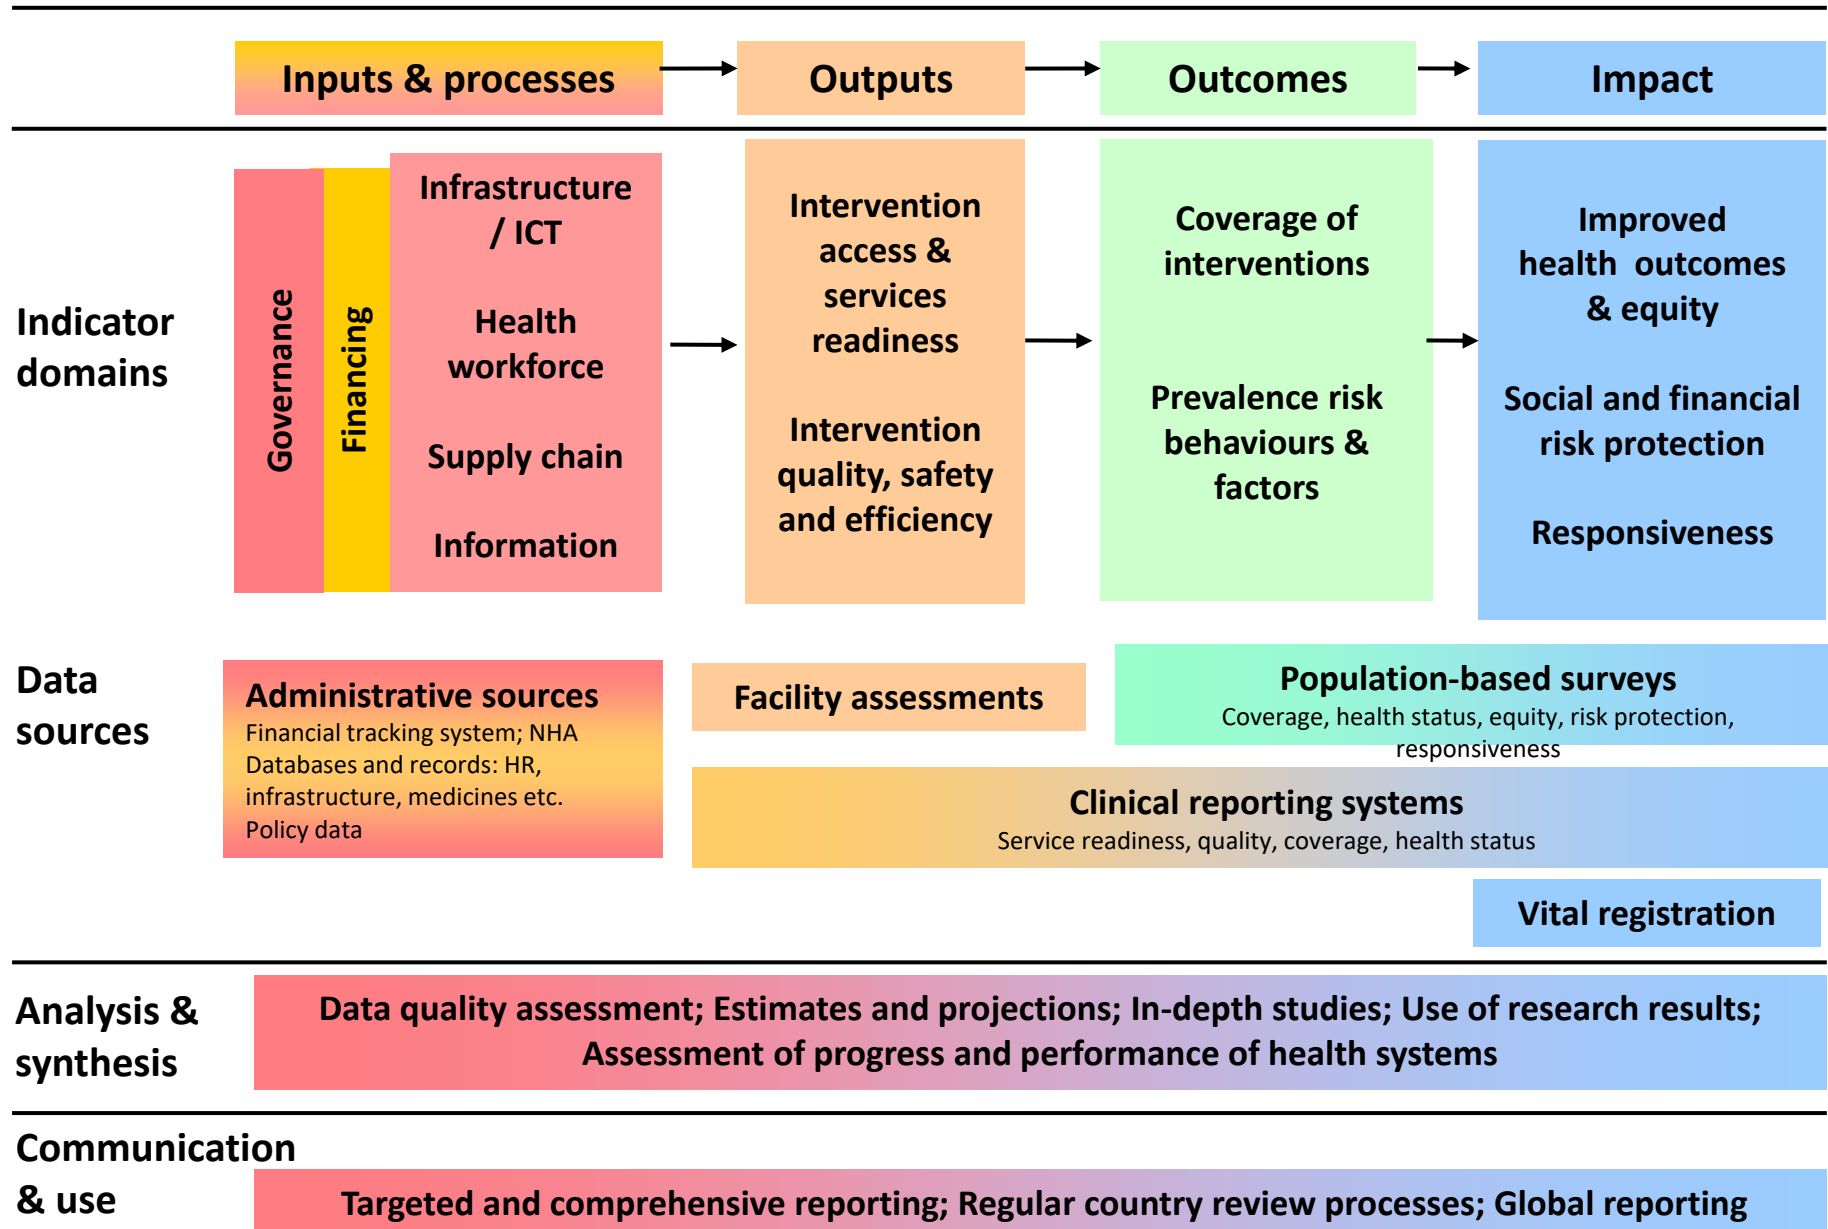 Inputs & processes
Outputs
Outcomes
Impact
Indicator
domains
Governance
Financing
Infrastructure
/ ICT
Health
workforce
Supply chain
Information
Intervention
access &
services
readiness
Intervention
quality, safety
and efficiency
Coverage of
interventions
Prevalence risk
behaviours &
factors
Improved
health  outcomes
& equity
Social and financial
risk protection
Responsiveness
Data
sources
Administrative sources
Financial tracking system; NHA
Databases and records: HR,
infrastructure, medicines etc.
Policy data
Facility assessments
Population-based surveys
Coverage, health status, equity, risk protection,
responsiveness
Clinical reporting systems
Service readiness, quality, coverage, health status
Vital registration
Analysis &
synthesis
Data quality assessment; Estimates and projections; In-depth studies; Use of research results;
Assessment of progress and performance of health systems
Communication
& use
Targeted and comprehensive reporting; Regular country review processes; Global reporting